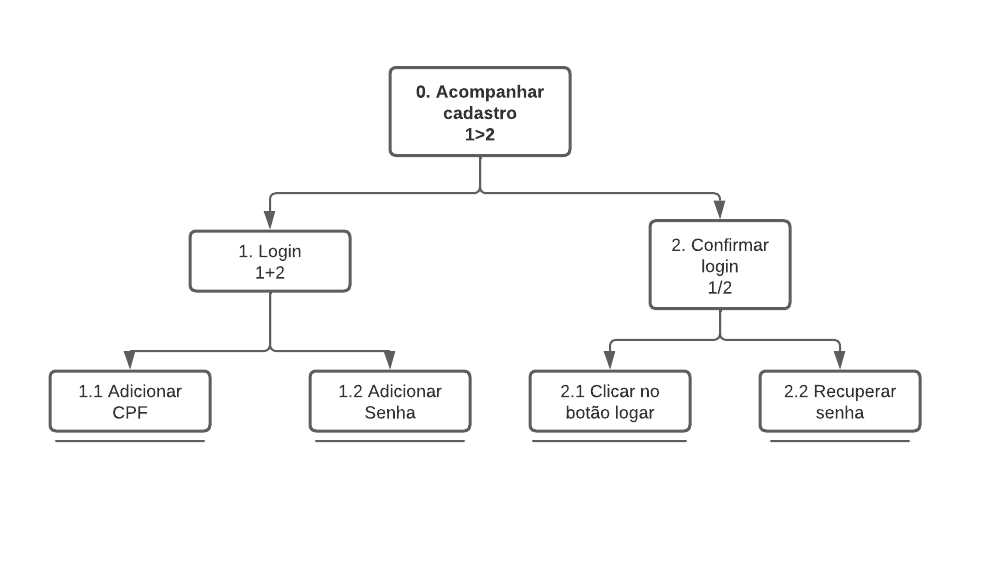 0. Acompanhar
cadastro
1>2
1. Login
1+2
2. Confirmar
login
1/2
1.1 Adicionar
CPF
1.2 Adicionar
Senha
2.1 Clicar no
botão logar
2.2 Recuperar
senha